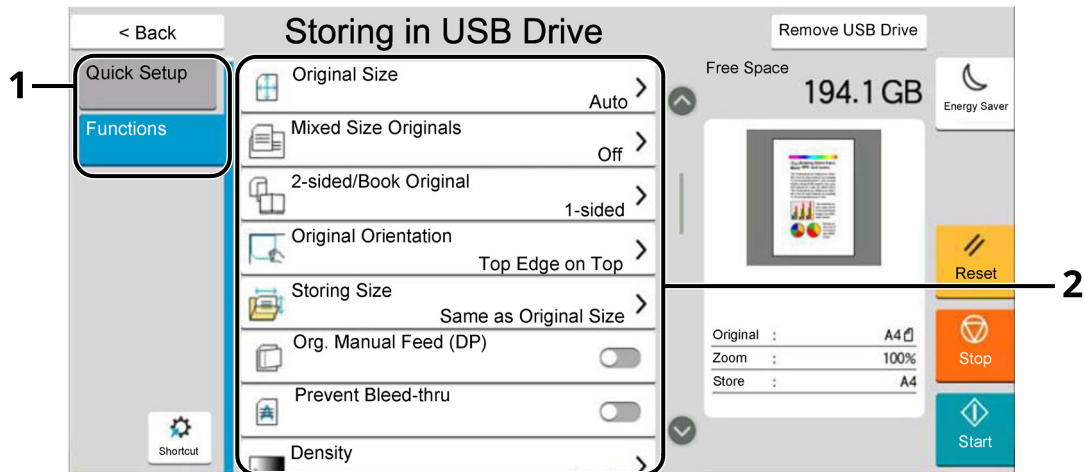 < Back
Storing in USB Drive
Remove USB Drive
1
Quick Setup
Functions
Original Size
Auto
Mixed Size Originals
Off
2-sided/Book Original
1-sided
Original Orientation
Top Edge on Top
Storing Size
Same as Original Size
Org. Manual Feed (DP)
Prevent Bleed-thru
Density
Shortcut
Free Space
194.1 GB
Original : A4
Zoom : 100%
Store : A4
Energy Saver
Reset
2
Stop
Start